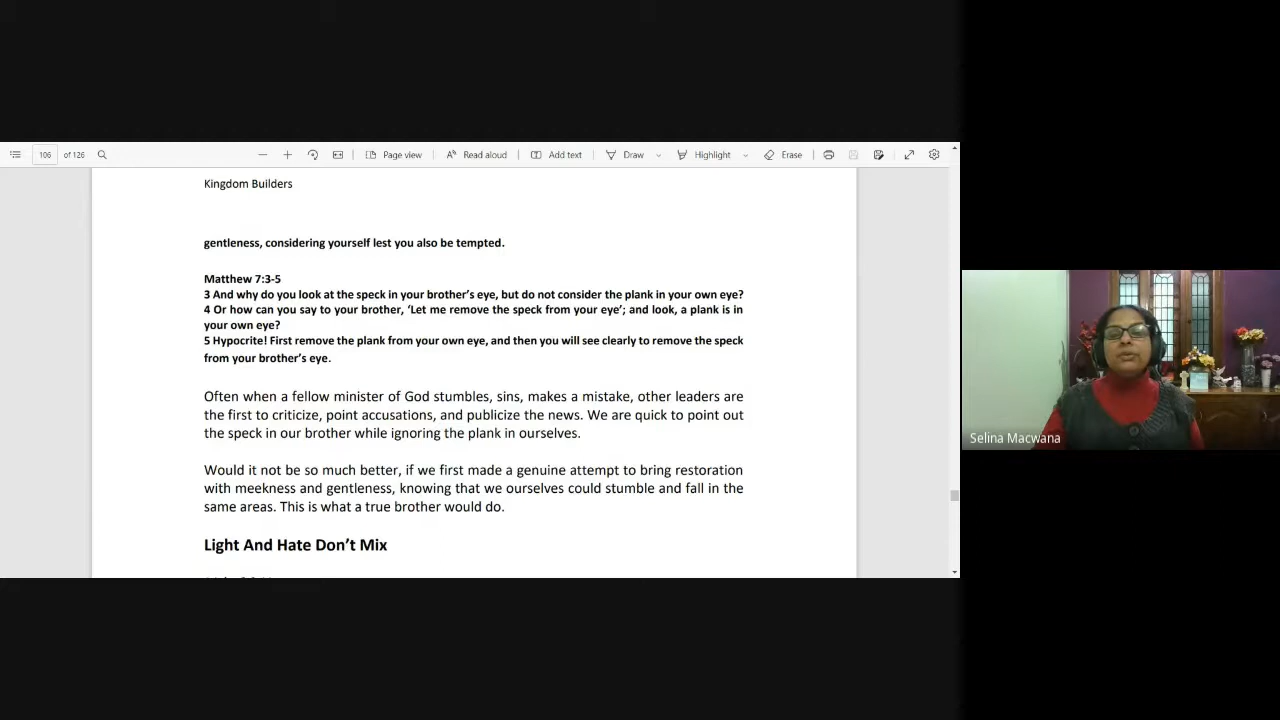 106 of 126
Page view
Read aloud
Add text
Draw
Highlight
Erase
Kingdom Builders
gentleness, considering yourself lest you also be tempted.
Matthew 7:3-5
3 And why do you look at the speck in your brother’s eye, but do not consider the plank in your own eye?
4 Or how can you say to your brother, ‘Let me remove the speck from your eye’; and look, a plank is in
your own eye?
5 Hypocrite! First remove the plank from your own eye, and then you will see clearly to remove the speck
from your brother’s eye.
Often when a fellow minister of God stumbles, sins, makes a mistake, other leaders are
the first to criticize, point accusations, and publicize the news. We are quick to point out
the speck in our brother while ignoring the plank in ourselves.
Would it not be so much better, if we first made a genuine attempt to bring restoration
with meekness and gentleness, knowing that we ourselves could stumble and fall in the
same areas. This is what a true brother would do.
Light And Hate Don’t Mix
Selina Macwana